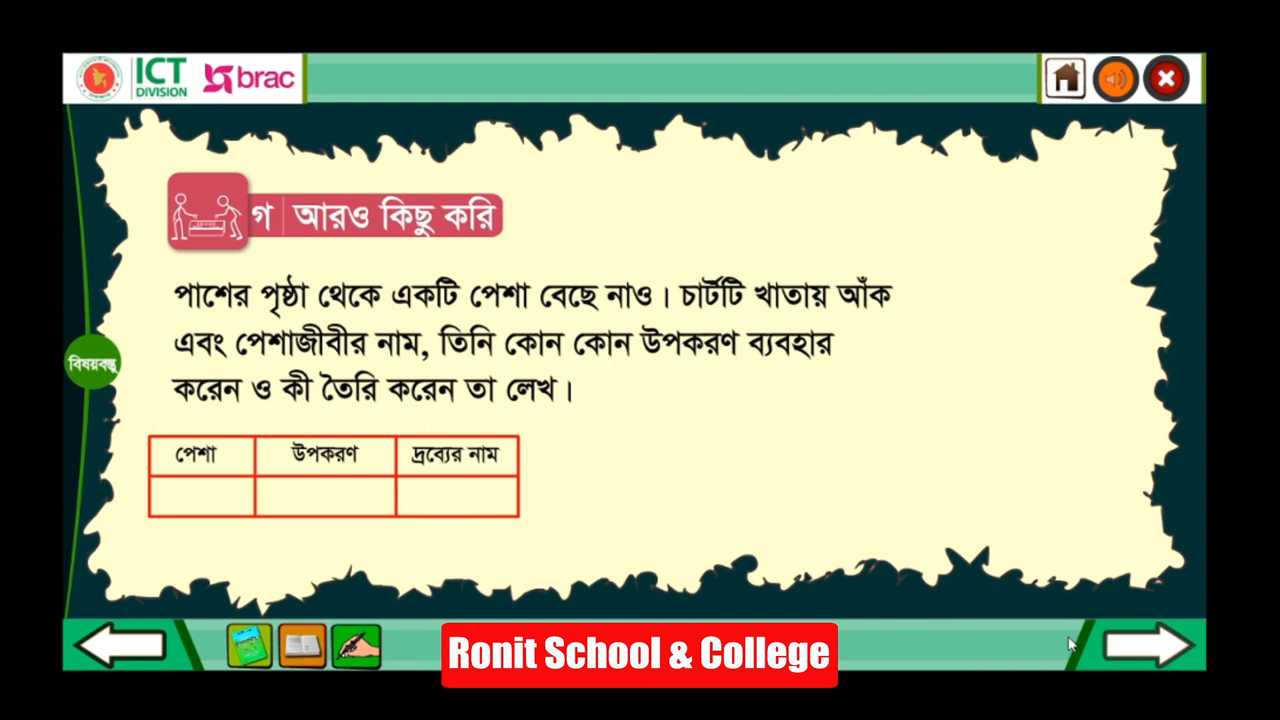 ICT
DIVISION
brac
গ আরও কিছু করি
পাশের পৃষ্ঠা থেকে একটি পেশা বেছে নাও। চার্টটি খাতায় আঁক
এবং পেশাজীবীর নাম, তিনি কোন কোন উপকরণ ব্যবহার
করেন ও কী তৈরি করেন তা লেখ।
বিষয়বস্তু
পেশা উপকরণ দ্রব্যের নাম
Ronit School & College